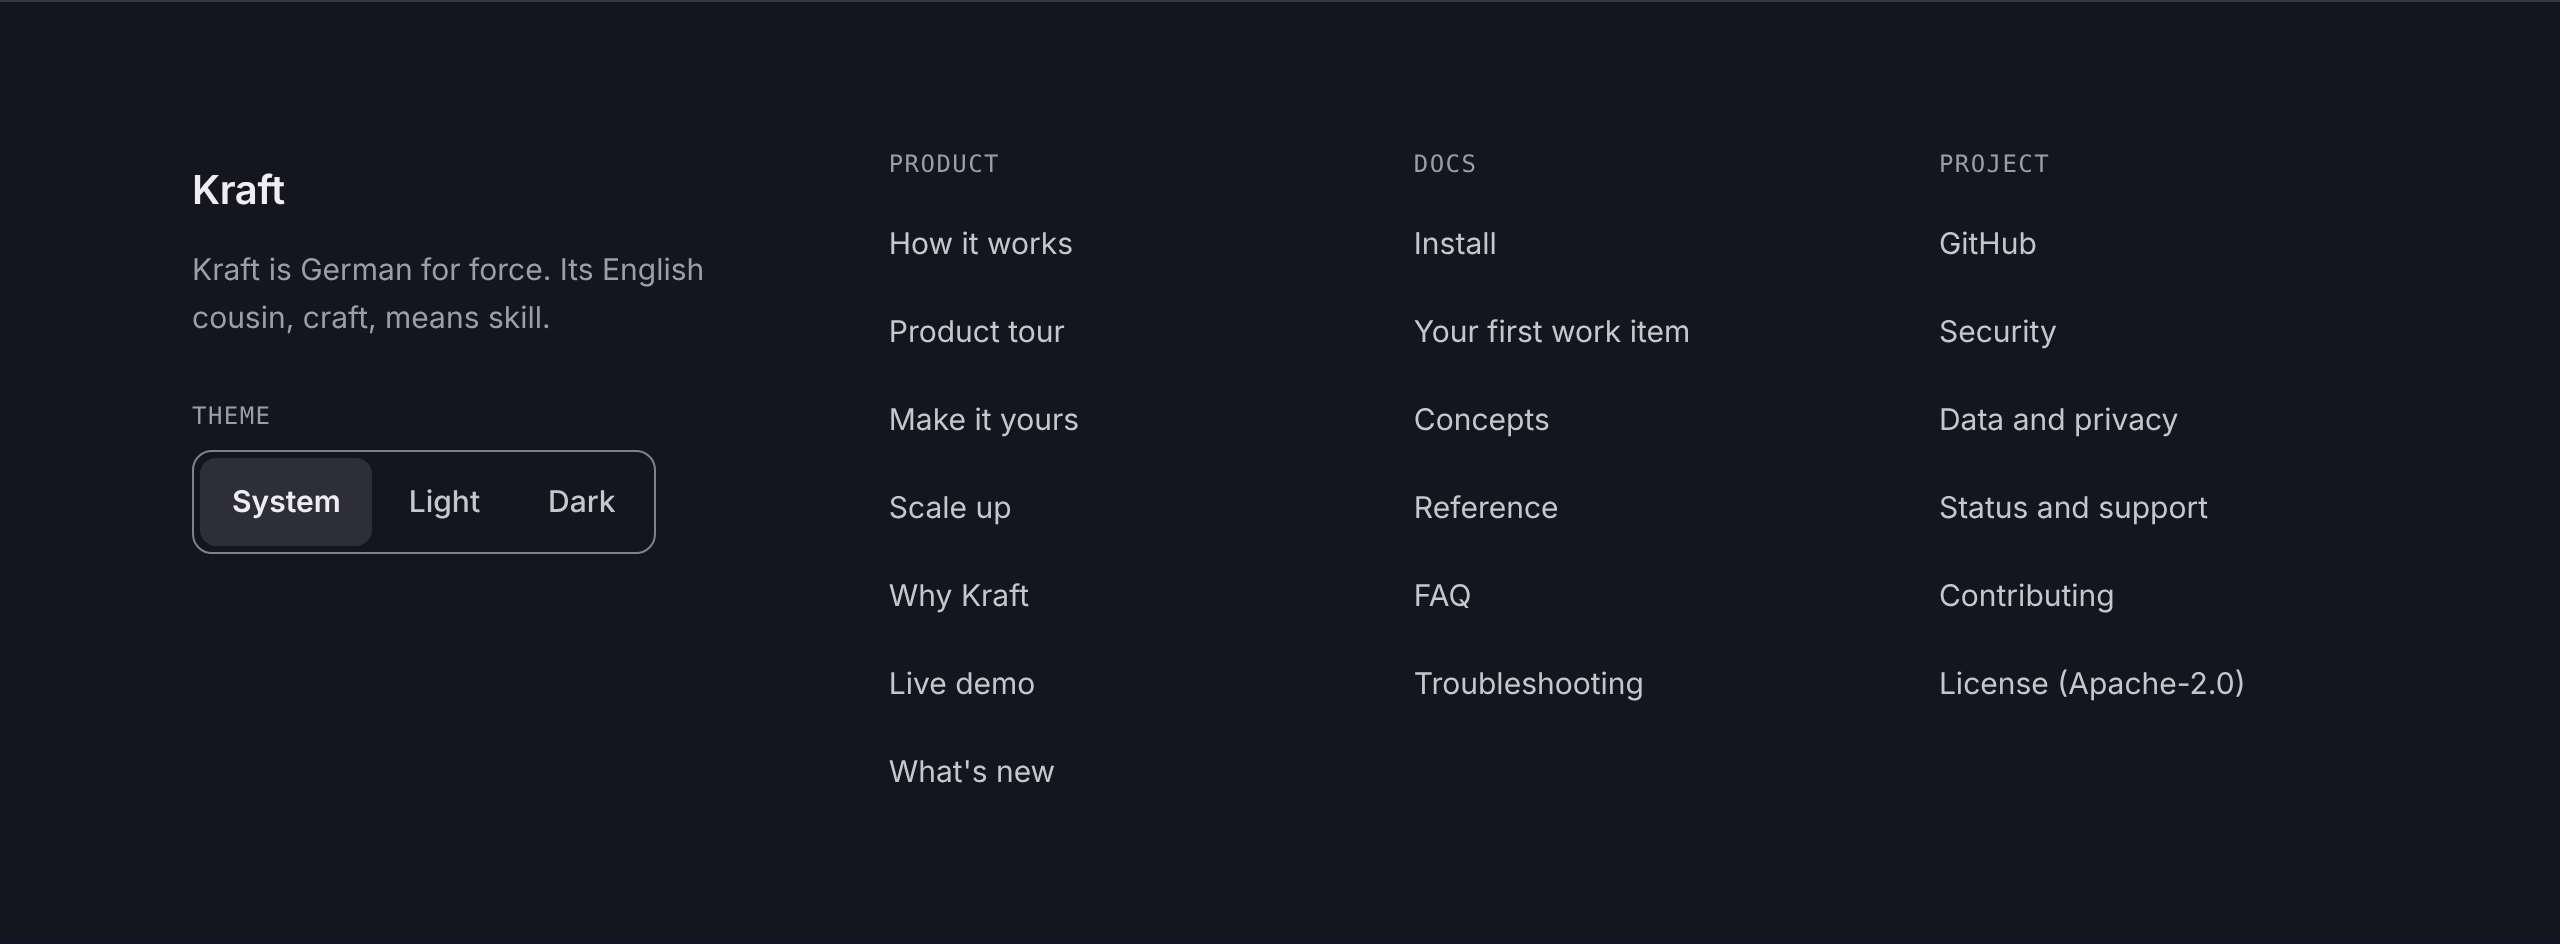 Kraft
Kraft is German for force. Its English
cousin, craft, means skill.
THEME
System
Light
Dark
PRODUCT
How it works
Product tour
Make it yours
Scale up
Why Kraft
Live demo
What's new
DOCS
Install
Your first work item
Concepts
Reference
FAQ
Troubleshooting
PROJECT
GitHub
Security
Data and privacy
Status and support
Contributing
License (Apache-2.0)